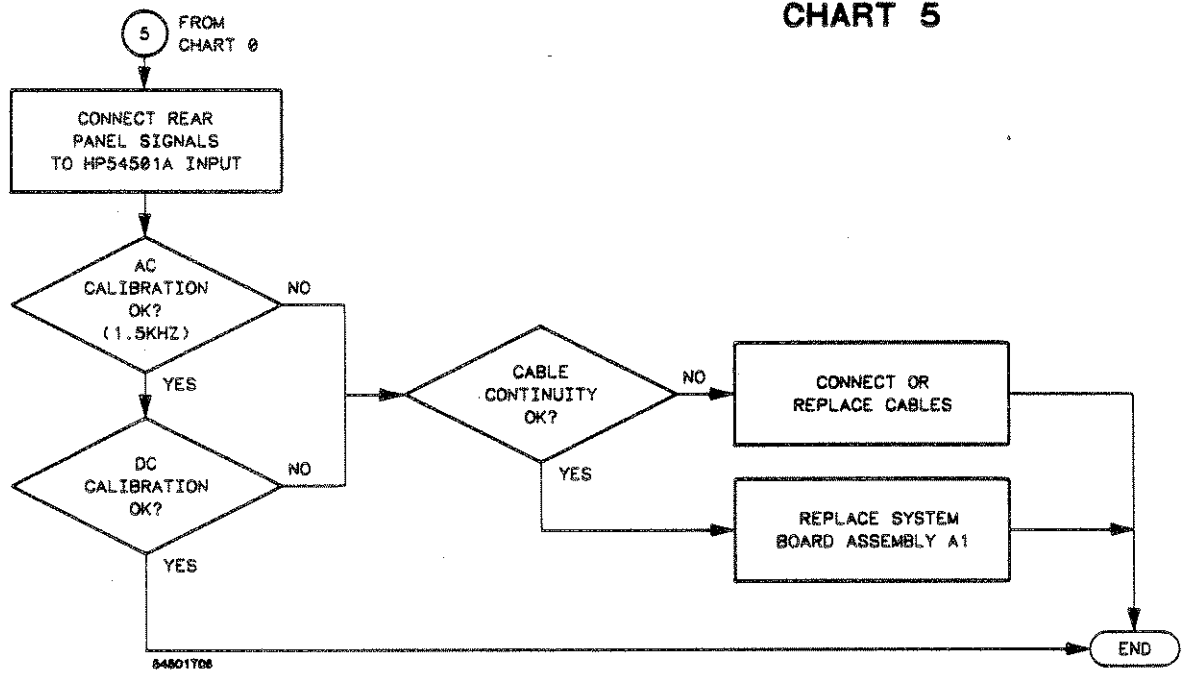 CHART 5
5
FROM
CHART 0
CONNECT REAR
PANEL SIGNALS
TO HP54501A INPUT
AC
CALIBRATION
OK?
(1.5KHZ)
NO
YES
DC
CALIBRATION
OK?
NO
YES
CABLE
CONTINUITY
OK?
NO
YES
CONNECT OR
REPLACE CABLES
REPLACE SYSTEM
BOARD ASSEMBLY A1
END